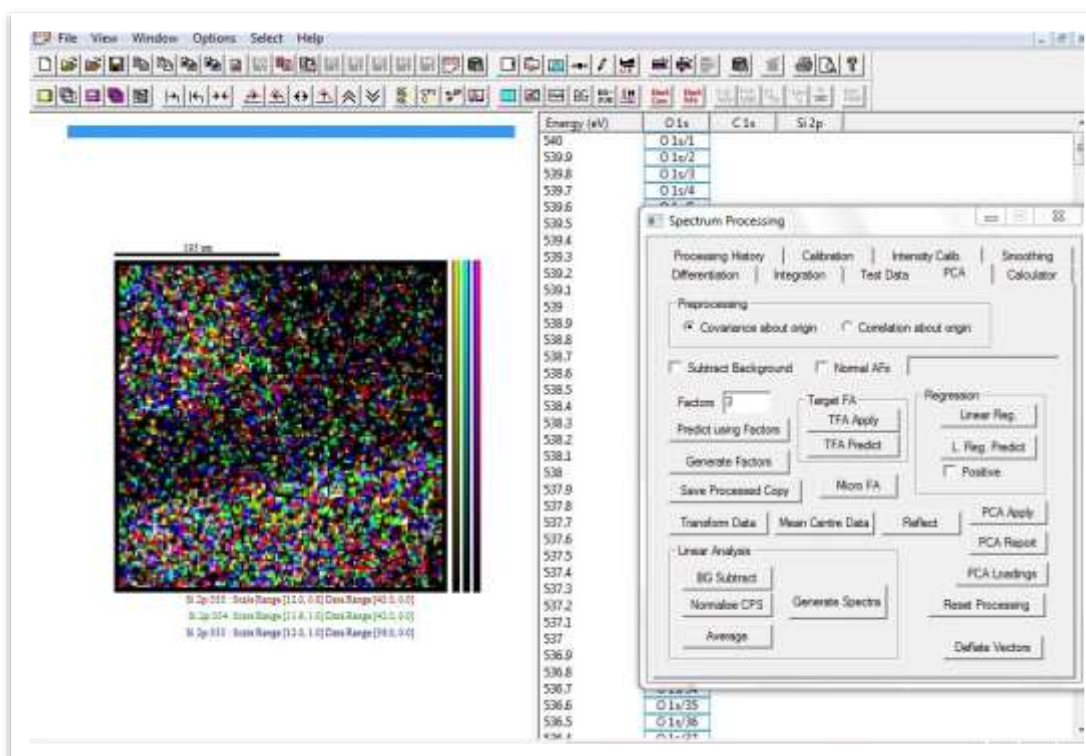 File View Window Options Select Help
Energy (eV) O 1s C 1s Si 2p
540 O 1s/1
539.9 O 1s/2
539.8 O 1s/3
539.7 O 1s/4
539.6
539.5
539.4
539.3
539.2
539.1
539
538.9
538.8
538.7
538.6
538.5
538.4
538.3
538.2
538.1
538
537.9
537.8
537.7
537.6
537.5
537.4
537.3
537.2
537.1
537
536.9
536.8
536.7
536.6 O 1s/35
536.5 O 1s/36
Spectrum Processing
Processing History Calibration Intensity Calib. Smoothing
Differentiation Integration Test Data PCA Calculator
Preprocessing
Covariance about origin Correlation about origin
Subtract Background Normal AFs
Factors
Predict using Factors
Generate Factors
Save Processed Copy
Target FA
TFA Apply
TFA Predict
Micro FA
Regression
Linear Reg.
L. Reg. Predict
Positive
Transform Data Mean Centre Data Reflect
PCA Apply
PCA Report
PCA Loadings
Reset Processing
Deflate Vectors
Linear Analysis
BG Subtract
Normalise CPS
Average
Generate Spectra